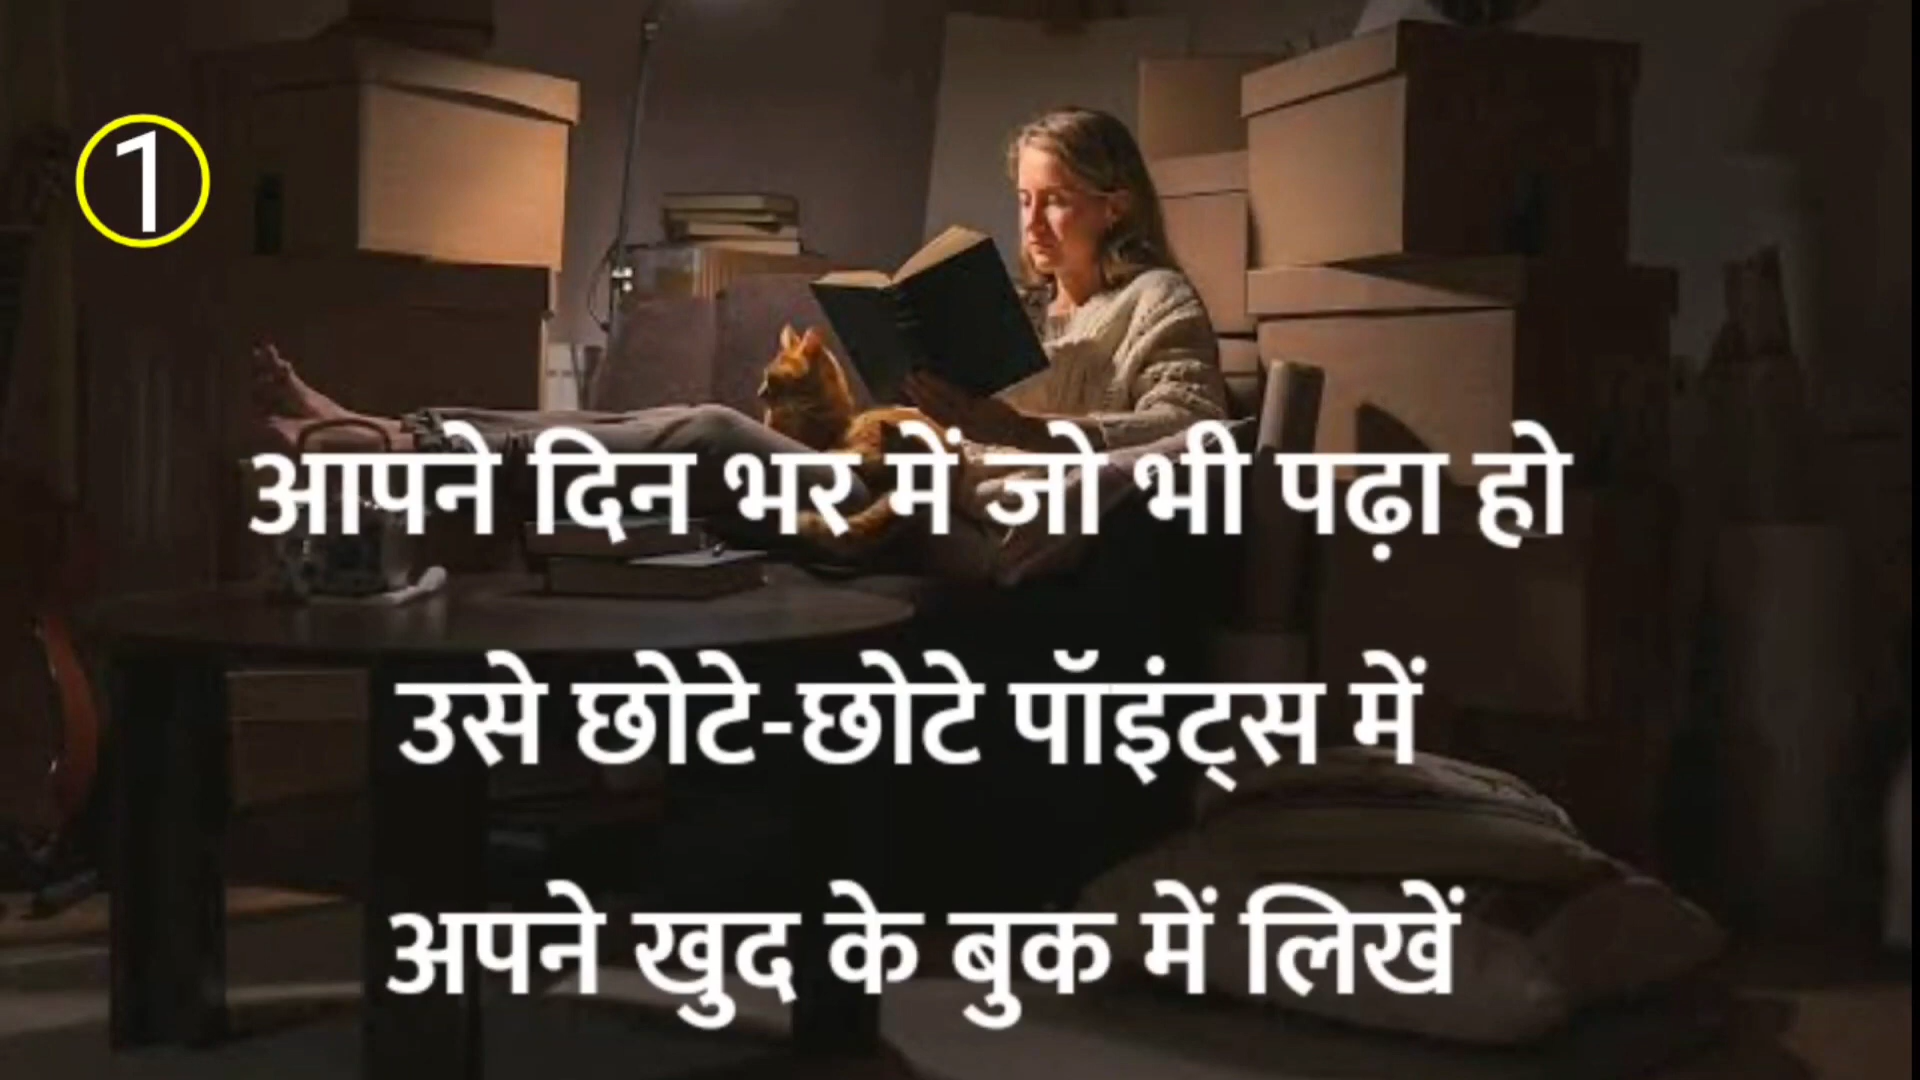 1
आपने दिन भर में जो भी पढ़ा हो
उसे छोटे-छोटे पॉइंट्स में
अपने खुद के बुक में लिखें